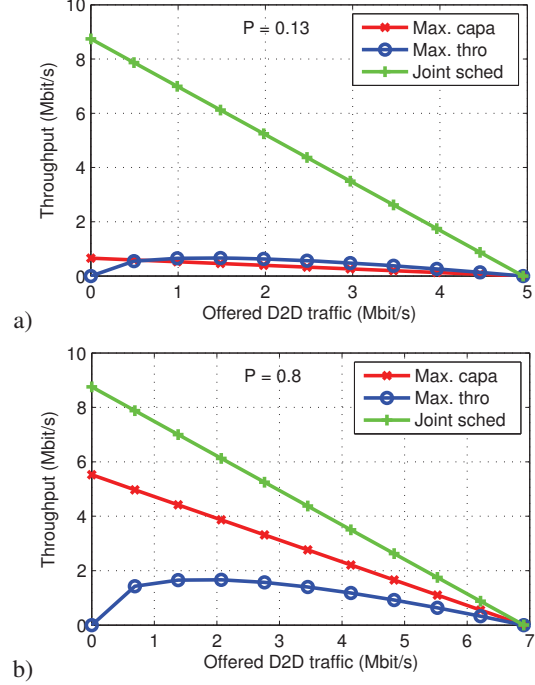 10
P = 0.13
Max. capa
8
Max. thro
Joint sched
6
4
2
0
0 1 2 3 4 5
Throughput (Mbit/s)
Offered D2D traffic (Mbit/s)
a)
10
P = 0.8
Max. capa
8
Max. thro
Joint sched
6
4
2
0
0 1 2 3 4 5 6 7
Throughput (Mbit/s)
Offered D2D traffic (Mbit/s)
b)